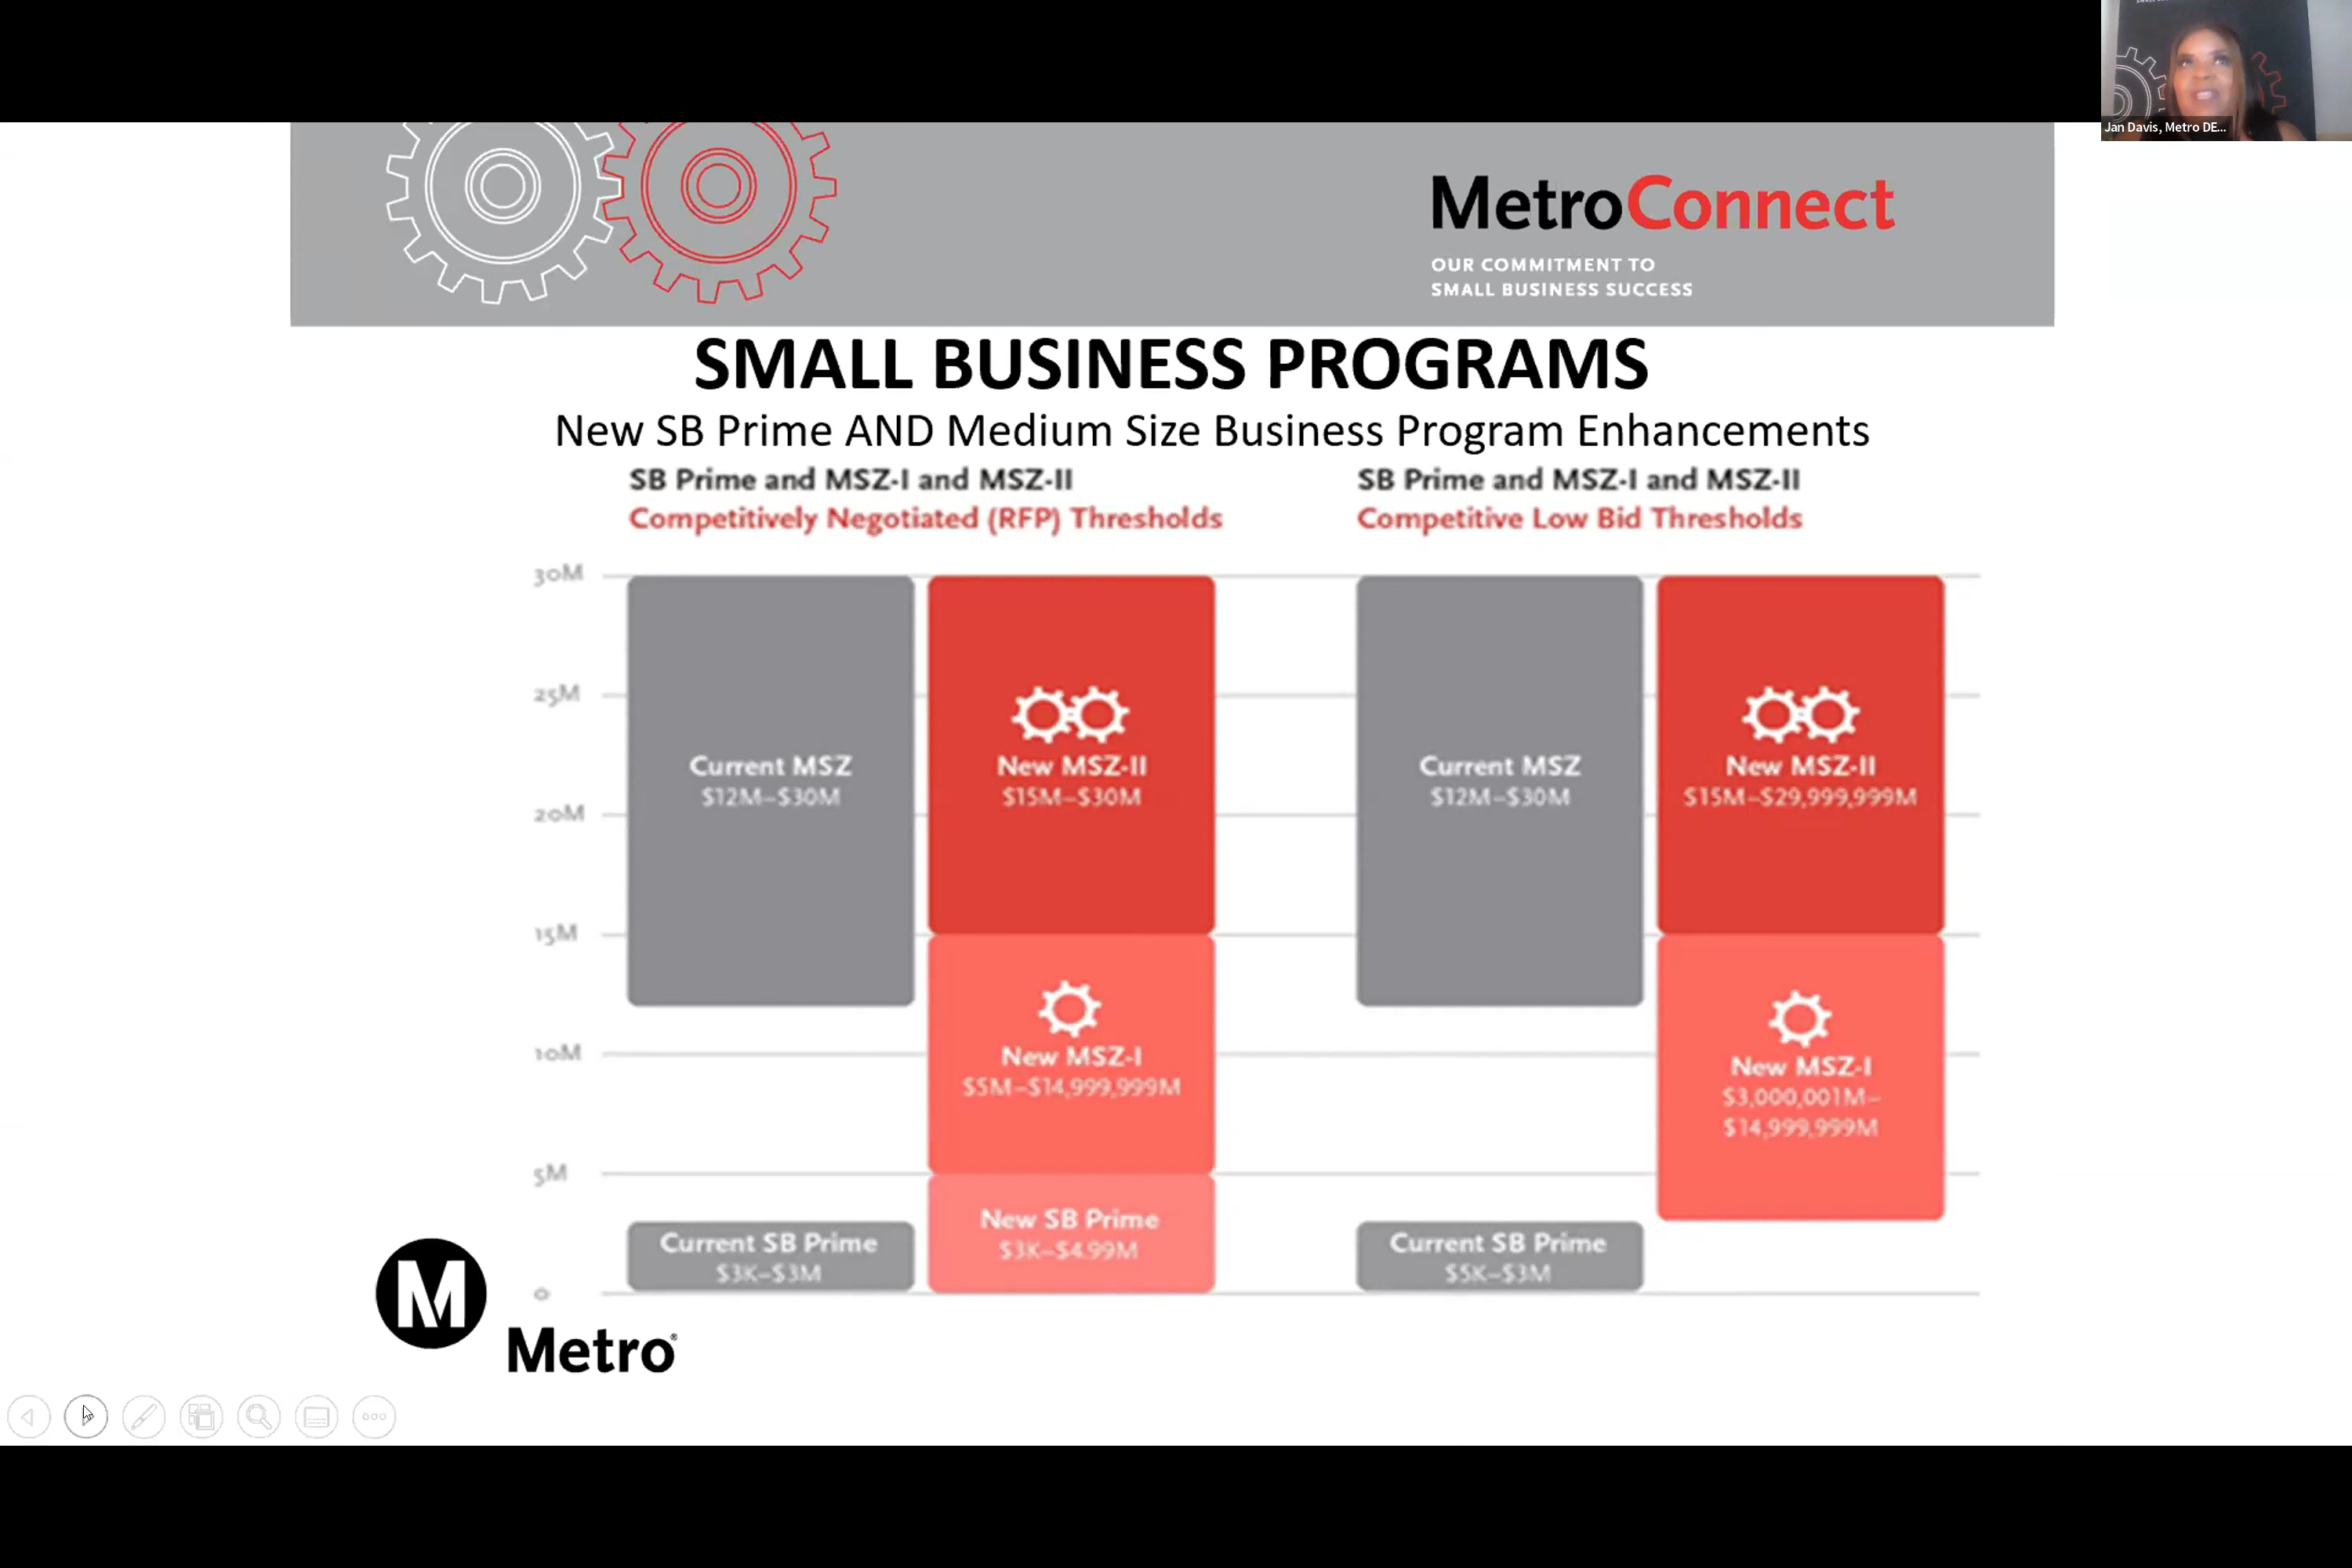 Jan Davis, Metro DE...
MetroConnect
OUR COMMITMENT TO
SMALL BUSINESS SUCCESS
SMALL BUSINESS PROGRAMS
New SB Prime AND Medium Size Business Program Enhancements
SB Prime and MSZ-I and MSZ-II
Competitively Negotiated (RFP) Thresholds
30M
25M
20M
15M
10M
5M
0
Current MSZ
$12M–$30M
Current SB Prime
$3K–$3M
New MSZ-II
$15M–$30M
New MSZ-I
$5M–$14,999,999M
New SB Prime
$3K–$4.99M
SB Prime and MSZ-I and MSZ-II
Competitive Low Bid Thresholds
Current MSZ
$12M–$30M
Current SB Prime
$5K–$3M
New MSZ-II
$15M–$29,999,999M
New MSZ-I
$3,000,001M–
$14,999,999M
M
Metro®